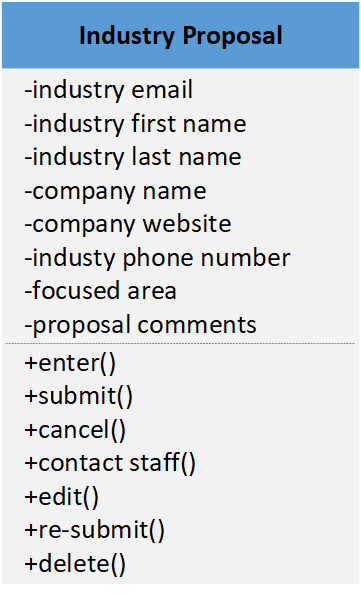 Industry Proposal
-industry email
-industry first name
-industry last name
-company name
-company website
-industy phone number
-focused area
-proposal comments
+enter()
+submit()
+cancel()
+contact staff()
+edit()
+re-submit()
+delete()